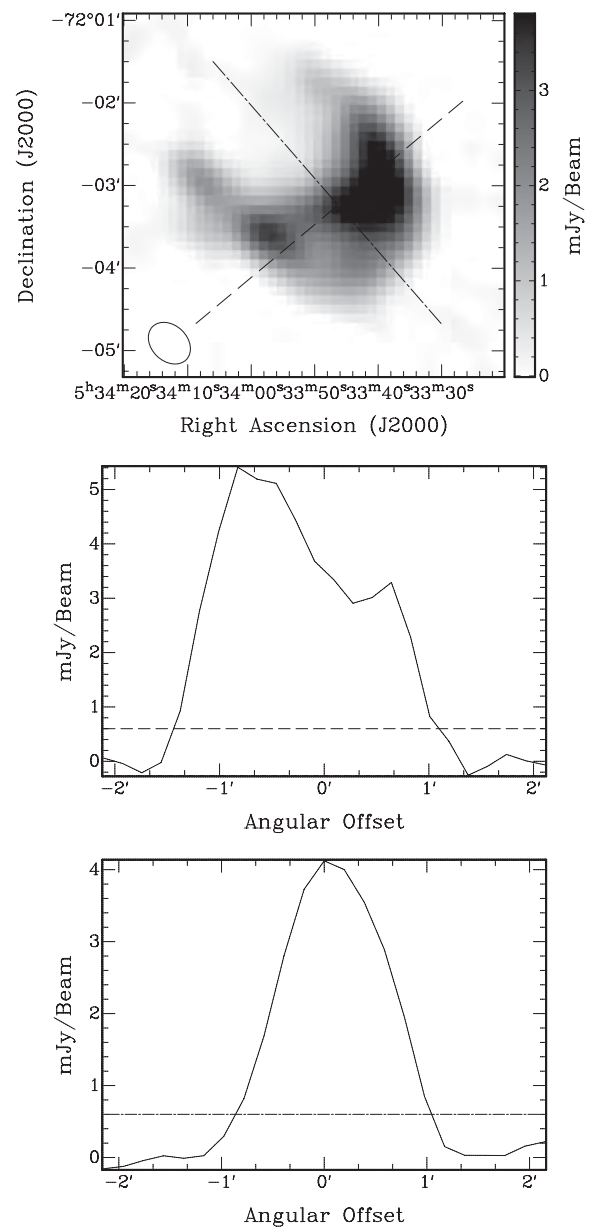 −72°01′
−02′
−03′
−04′
−05′
Declination (J2000)
3
2
1
0
mJy/Beam
5ʰ34ᵐ20ˢ34ᵐ10ˢ34ᵐ00ˢ33ᵐ50ˢ33ᵐ40ˢ33ᵐ30ˢ
Right Ascension (J2000)
5
4
3
2
1
0
mJy/Beam
−2′ −1′ 0′ 1′ 2′
Angular Offset
4
3
2
1
0
mJy/Beam
−2′ −1′ 0′ 1′ 2′
Angular Offset